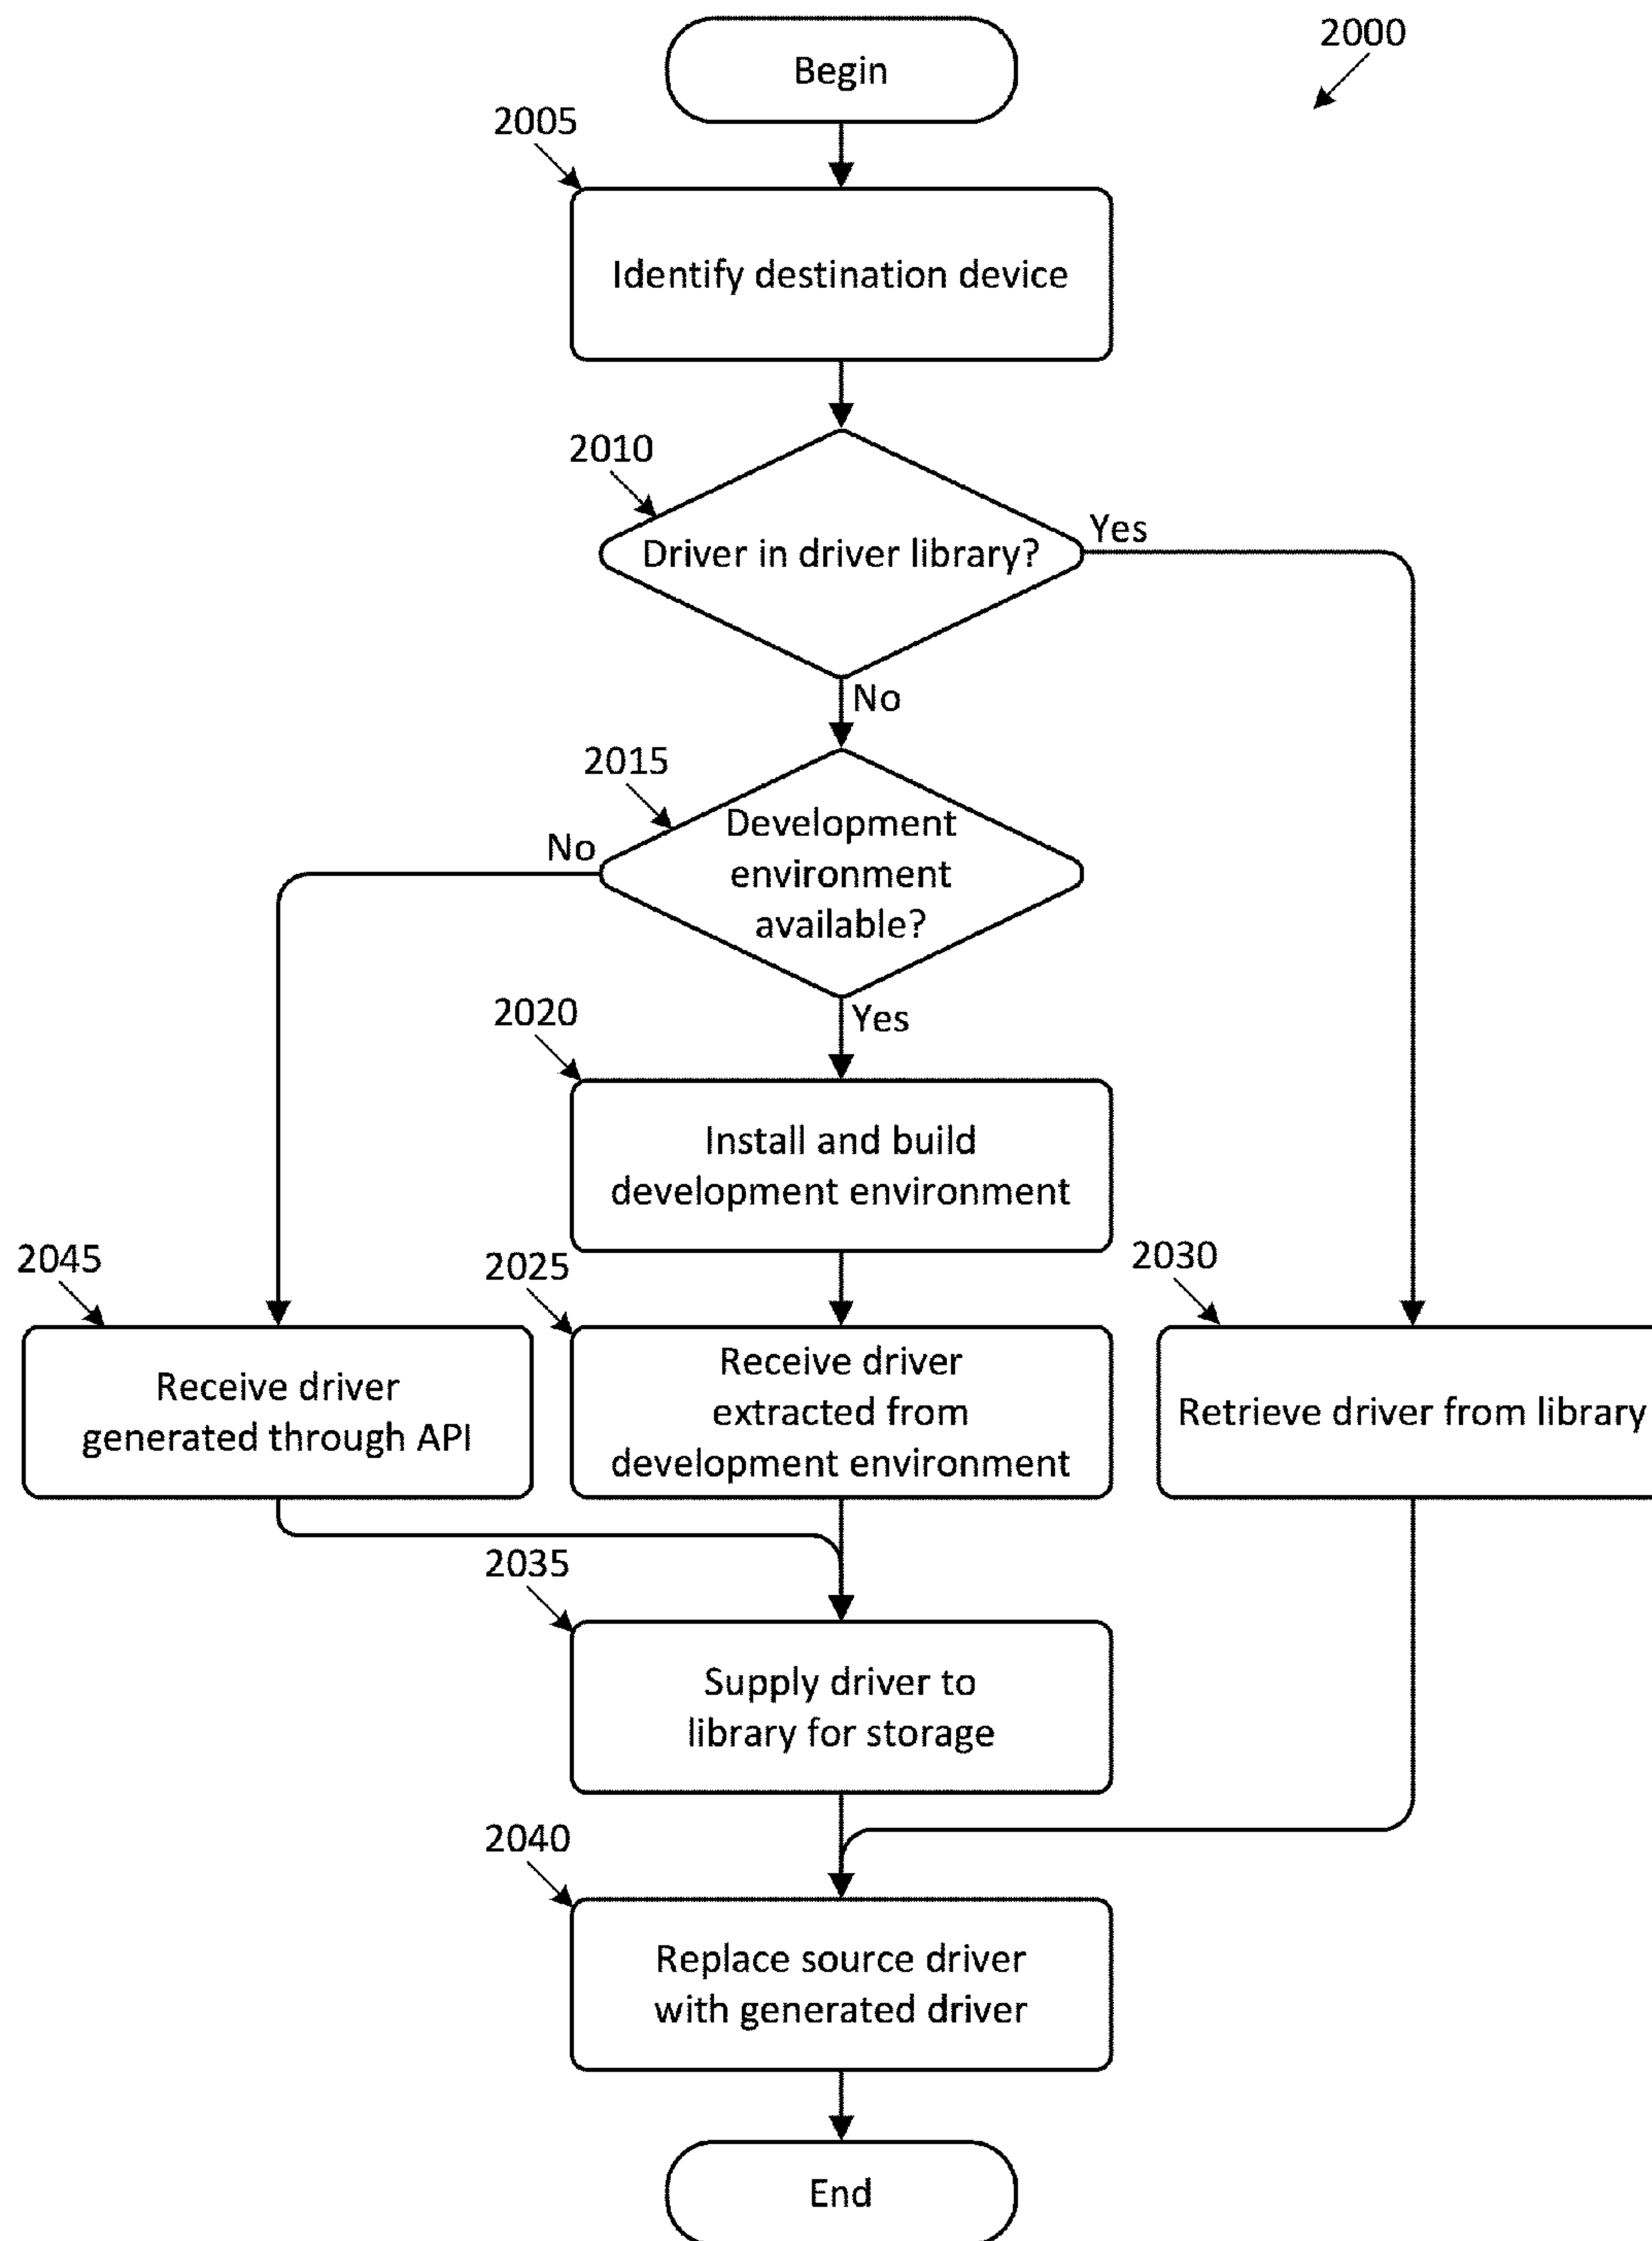 2000
Begin
2005
Identify destination device
2010
Driver in driver library?
Yes
No
2015
Development
environment
available?
No
Yes
2020
Install and build
development environment
2045
Receive driver
generated through API
2025
Receive driver
extracted from
development environment
2030
Retrieve driver from library
2035
Supply driver to
library for storage
2040
Replace source driver
with generated driver
End